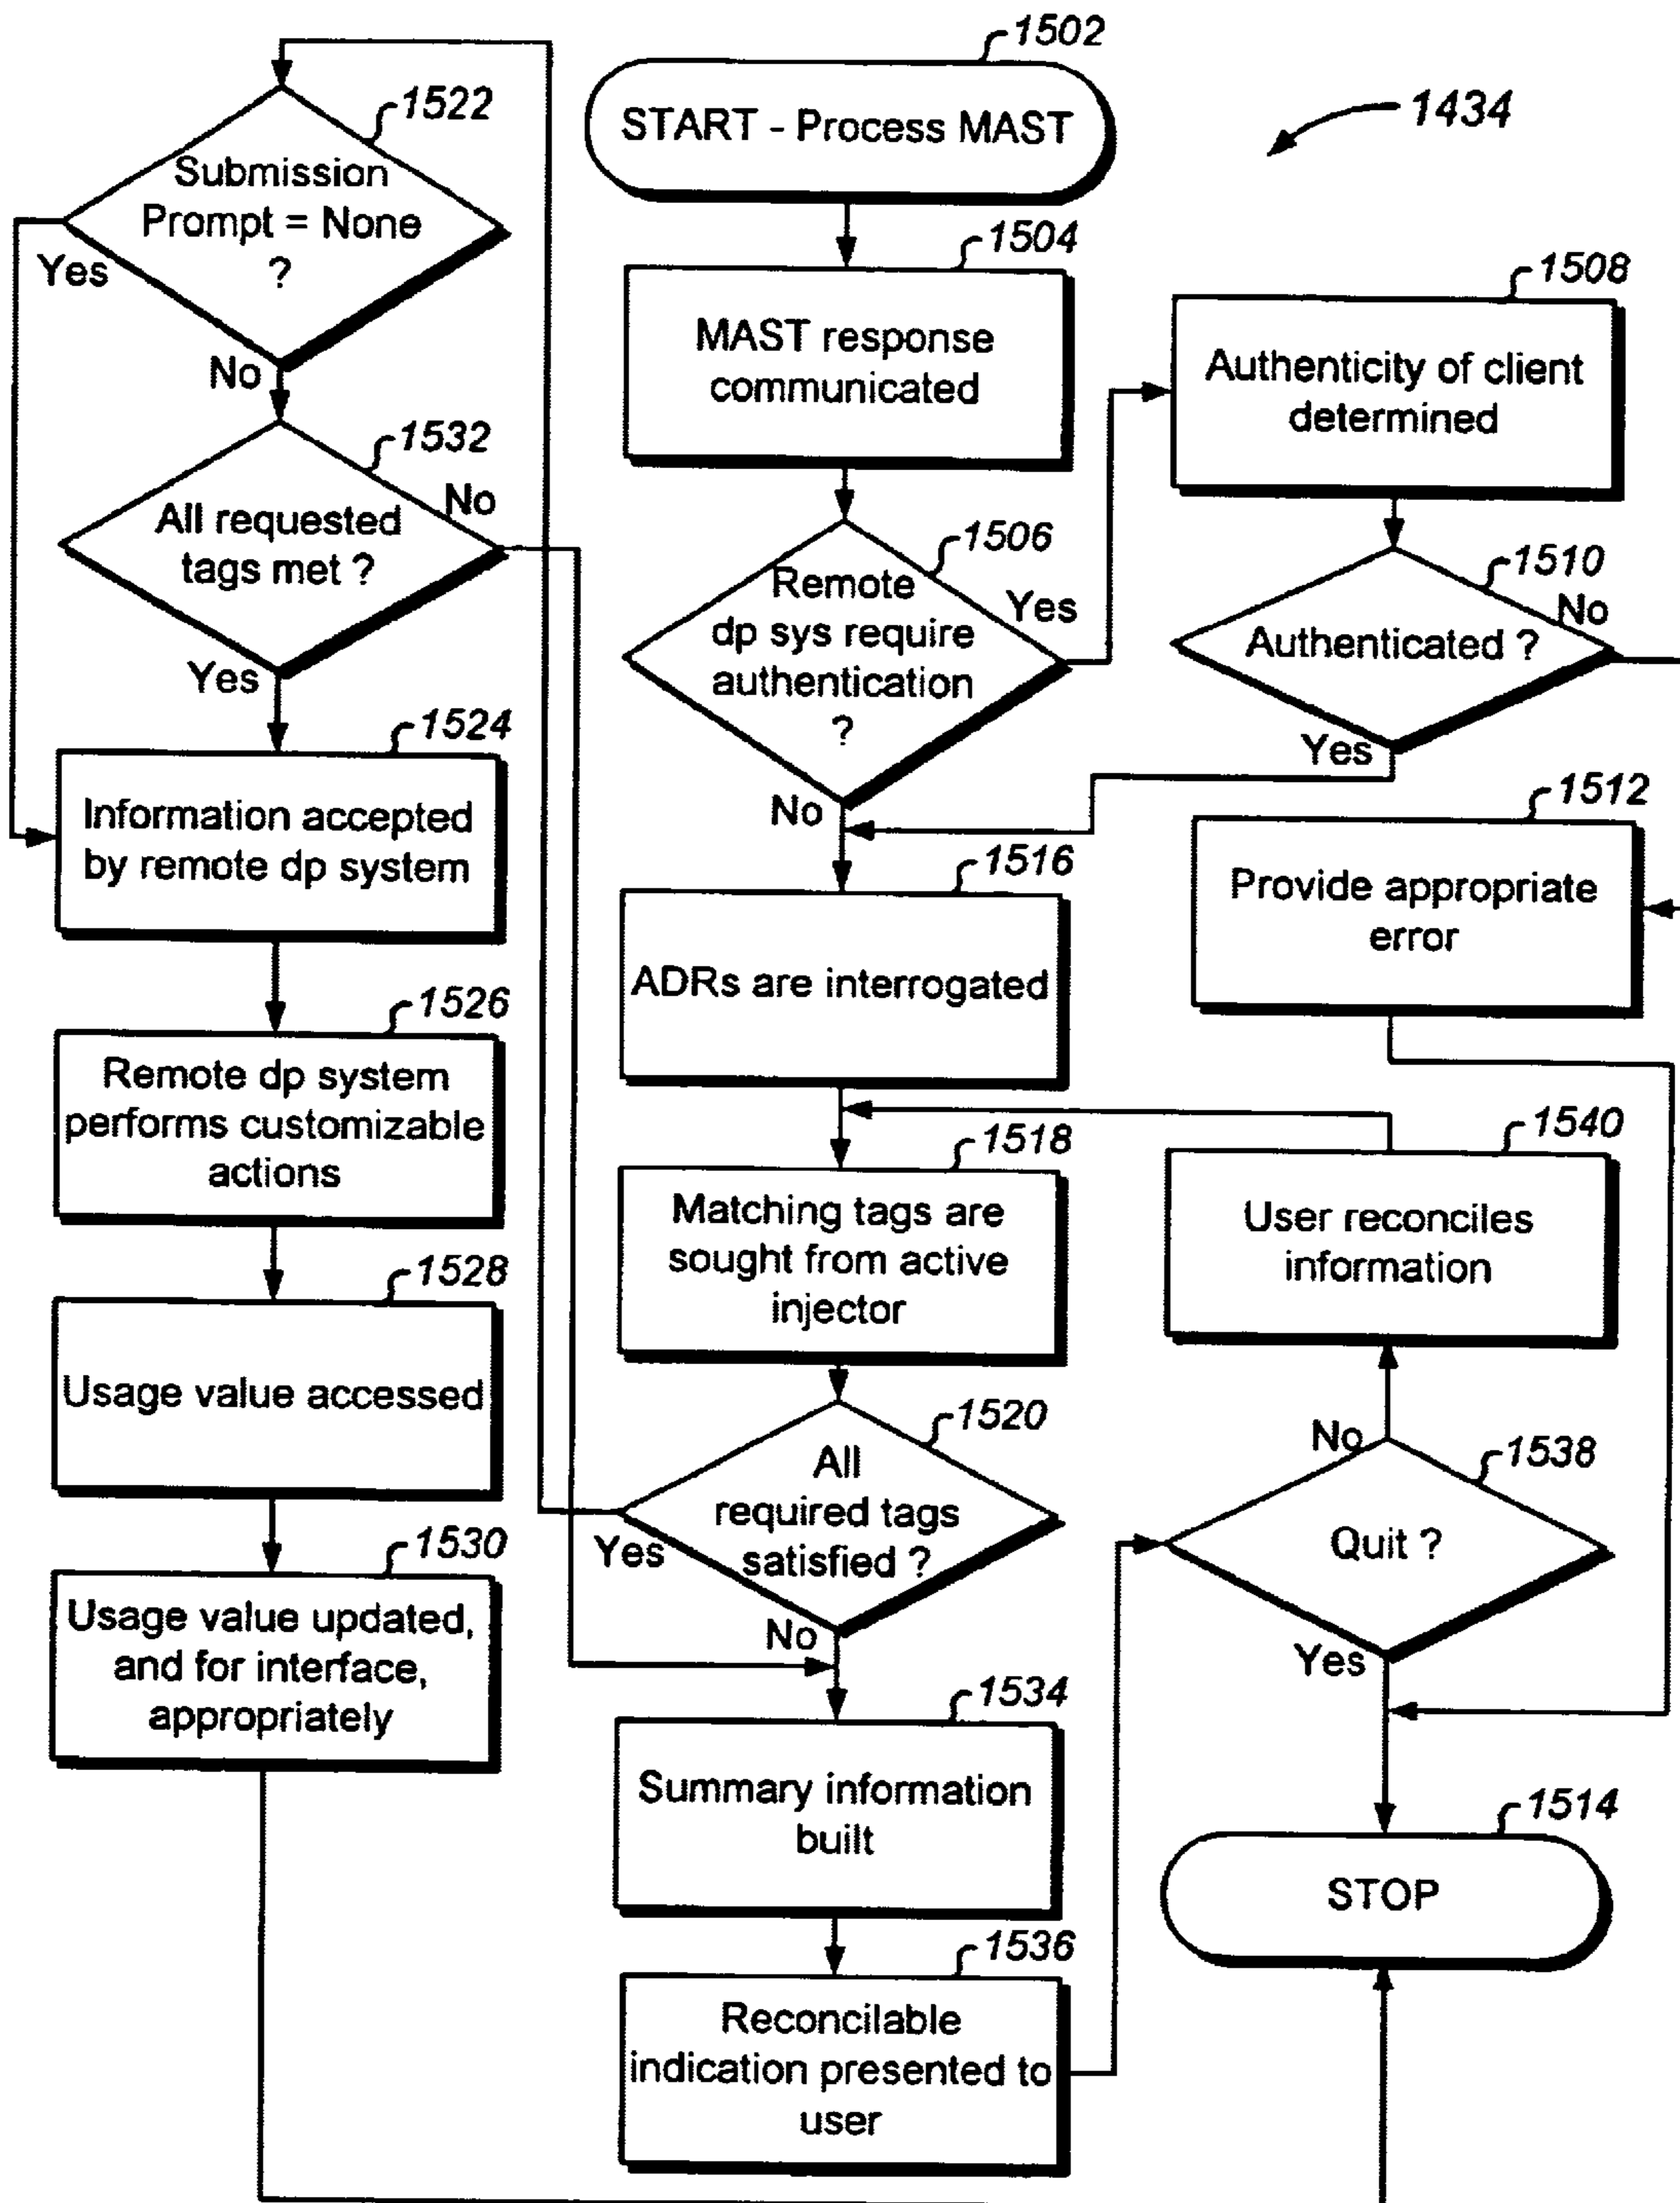 1502
START - Process MAST
1434
1522
Submission
Prompt = None
?
Yes
No
1504
MAST response
communicated
1508
Authenticity of client
determined
1532
All requested
tags met ?
No
Yes
1506
Remote
dp sys require
authentication
?
Yes
No
1510
Authenticated ?
No
Yes
1524
Information accepted
by remote dp system
1512
Provide appropriate
error
1516
ADRs are interrogated
1526
Remote dp system
performs customizable
actions
1518
Matching tags are
sought from active
injector
1540
User reconciles
information
1528
Usage value accessed
1520
All
required tags
satisfied ?
Yes
No
1538
Quit ?
No
Yes
1530
Usage value updated,
and for interface,
appropriately
1534
Summary information
built
1514
STOP
1536
Reconcilable
indication presented to
user